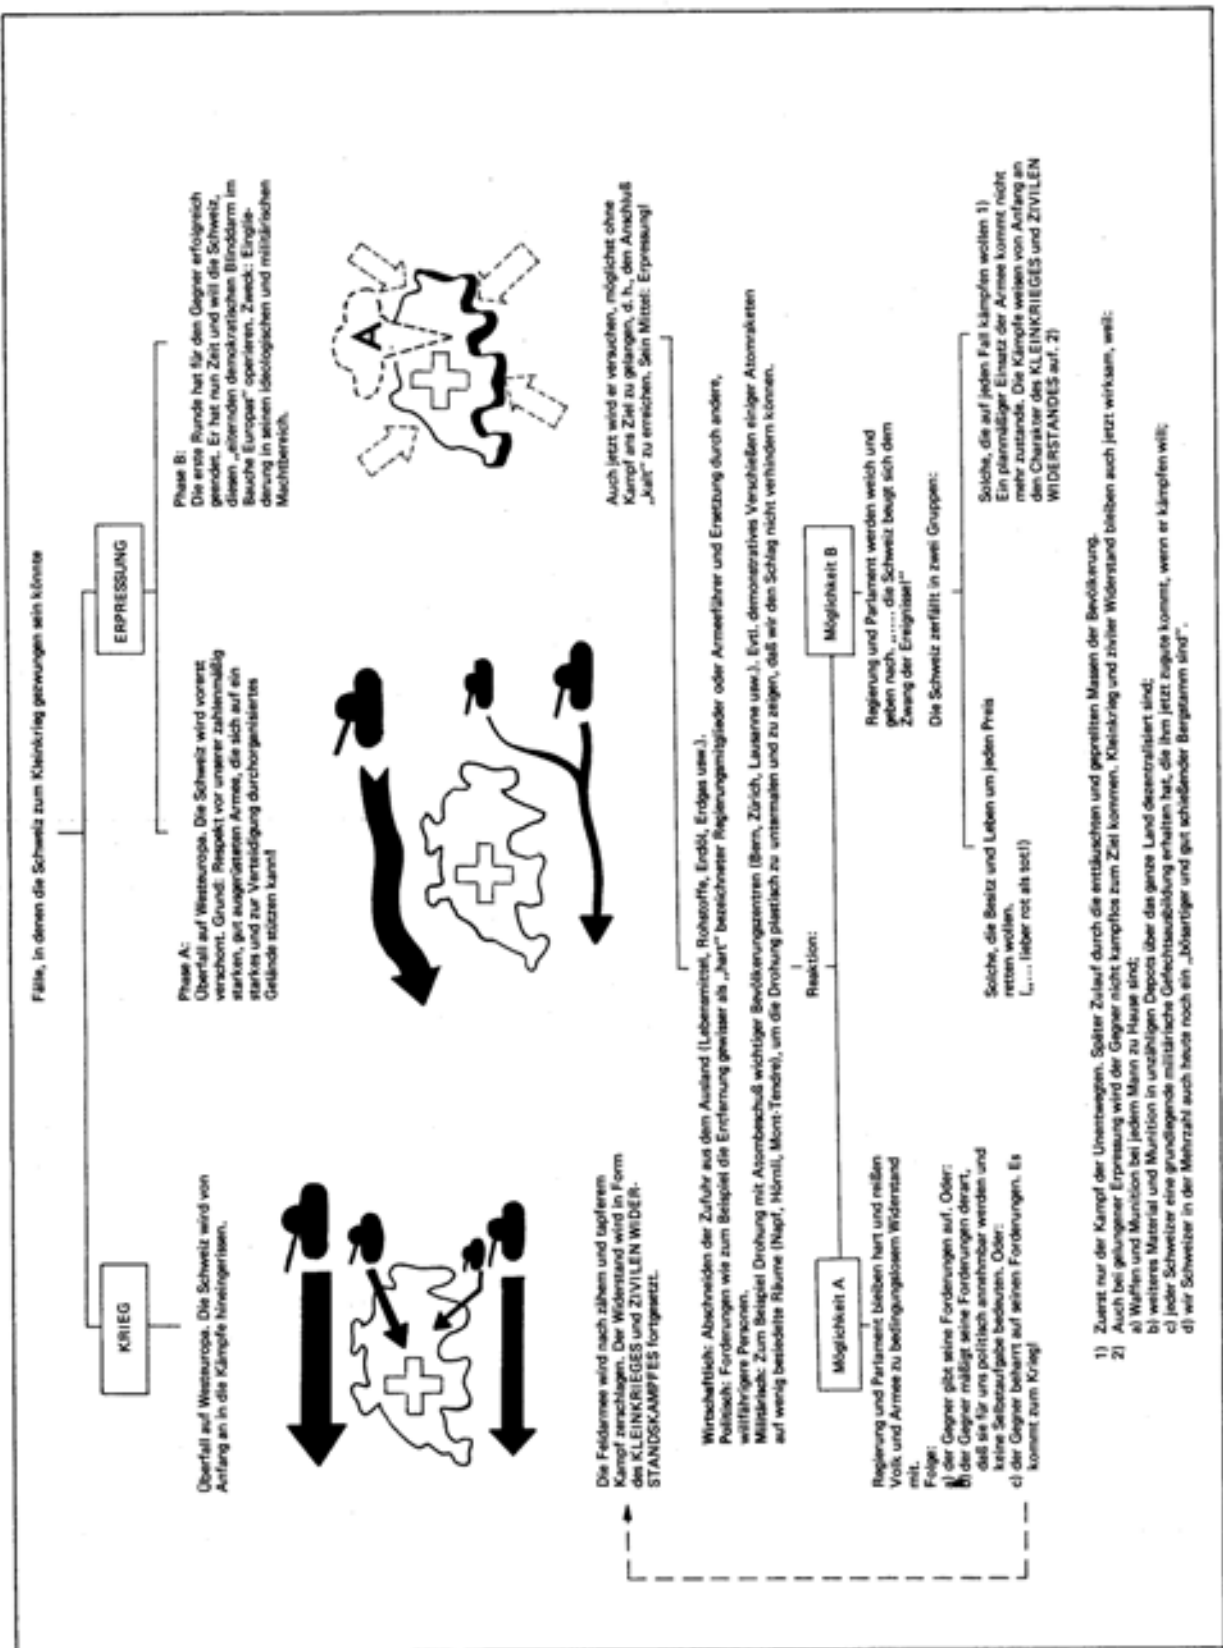 Fälle, in denen die Schweiz zum Kleinkrieg gezwungen sein könnte
KRIEG
Überfall auf Westeuropa. Die Schweiz wird von
Anfang an in die Kämpfe hineingerissen.
Die Feldarmee wird nach zähem und tapferem
Kampf zerschlagen. Der Widerstand wird in Form
des KLEINKRIEGES und ZIVILEN WIDER-
STANDSKAMPFES fortgesetzt.
ERPRESSUNG
Phase A:
Überfall auf Westeuropa. Die Schweiz wird vorerst
verschont. Grund: Respekt vor unserer zahlenmäßig
starken, gut ausgerüsteten Armee, die sich auf ein
starkes und zur Verteidigung durchorganisiertes
Gelände stützen kann!
Phase B:
Die erste Runde hat für den Gegner erfolgreich
geendet. Er hat nun Zeit und will die Schweiz,
diesen „eiternden demokratischen Blinddarm im
Bauche Europas" operieren. Zweck: Einglie-
derung in seinen ideologischen und militärischen
Machtbereich.
A
Auch jetzt wird er versuchen, möglichst ohne
Kampf ans Ziel zu gelangen, d. h., den Anschluß
„kalt" zu erreichen. Sein Mittel: Erpressung!
Wirtschaftlich: Abschneiden der Zufuhr aus dem Ausland (Lebensmittel, Rohstoffe, Erdöl, Erdgas usw.).
Politisch: Forderungen wie zum Beispiel die Entfernung gewisser als „hart" bezeichneter Regierungsmitglieder oder Armeeführer und Ersetzung durch andere,
willfährigere Personen.
Militärisch: Zum Beispiel Drohung mit Atombeschuß wichtiger Bevölkerungszentren (Bern, Zürich, Lausanne usw.). Evtl. demonstratives Verschießen einiger Atomraketen
auf wenig besiedelte Räume (Napf, Hörnli, Mont-Tendre), um die Drohung plastisch zu untermalen und zu zeigen, daß wir den Schlag nicht verhindern können.
Reaktion:
Möglichkeit A
Regierung und Parlament bleiben hart und reißen
Volk und Armee zu bedingungslosem Widerstand
mit.
Folge:
a) der Gegner gibt seine Forderungen auf. Oder:
b) der Gegner mäßigt seine Forderungen derart,
daß sie für uns politisch annehmbar werden und
keine Selbstaufgabe bedeuten. Oder:
c) der Gegner beharrt auf seinen Forderungen. Es
kommt zum Krieg!
Möglichkeit B
Regierung und Parlament werden weich und
geben nach. „.... die Schweiz beugt sich dem
Zwang der Ereignisse!"
Die Schweiz zerfällt in zwei Gruppen:
Solche, die Besitz und Leben um jeden Preis
retten wollen.
(„.... lieber rot als tot!)
Solche, die auf jeden Fall kämpfen wollen 1)
Ein planmäßiger Einsatz der Armee kommt nicht
mehr zustande. Die Kämpfe weisen von Anfang an
den Charakter des KLEINKRIEGES und ZIVILEN
WIDERSTANDES auf. 2)
1) Zuerst nur der Kampf der Unentwegten. Später Zulauf durch die enttäuschten und geprellten Massen der Bevölkerung.
2) Auch bei gelungener Erpressung wird der Gegner nicht kampflos zum Ziel kommen. Kleinkrieg und ziviler Widerstand bleiben auch jetzt wirksam, weil:
a) Waffen und Munition bei jedem Mann zu Hause sind;
b) weiteres Material und Munition in unzähligen Depots über das ganze Land dezentralisiert sind;
c) jeder Schweizer eine grundlegende militärische Gefechtsausbildung erhalten hat, die ihm jetzt zugute kommt, wenn er kämpfen will;
d) wir Schweizer in der Mehrzahl auch heute noch ein „bösartiger und gut schießender Bergstamm sind".